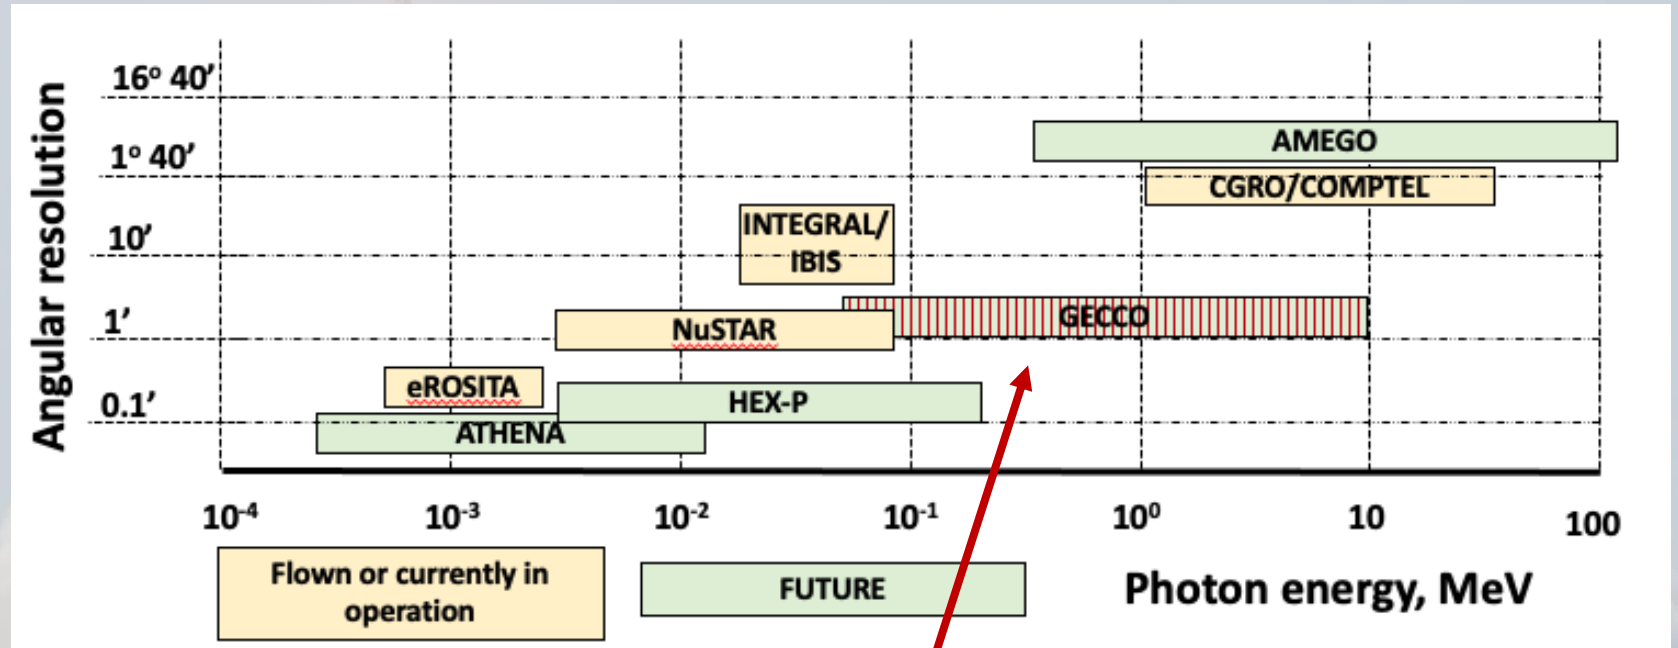 Angular resolution
16° 40’
1° 40’
10’
1’
0.1’
AMEGO
CGRO/COMPTEL
INTEGRAL/
IBIS
GECCO
NuSTAR
eROSITA
HEX-P
ATHENA
10⁻⁴ 10⁻³ 10⁻² 10⁻¹ 10⁰ 10 100
Flown or currently in
operation
FUTURE
Photon energy, MeV